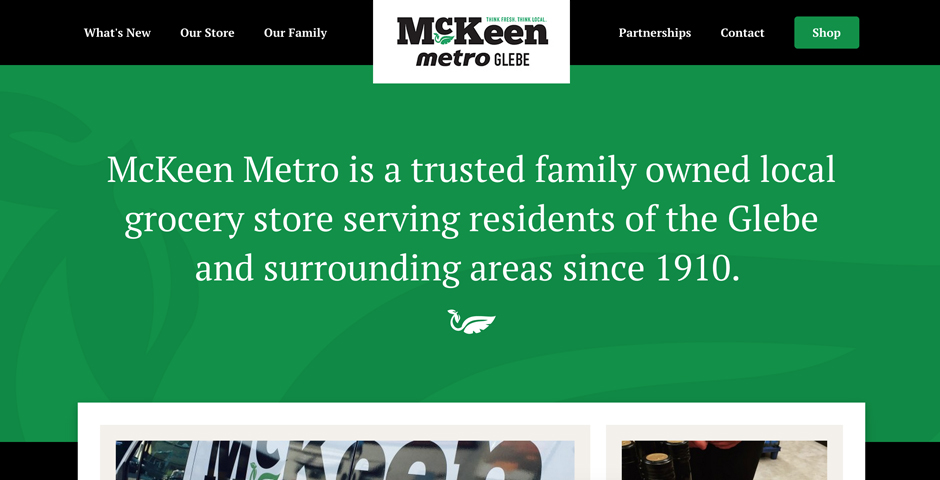 What's New
Our Store
Our Family
THINK FRESH. THINK LOCAL.
McKeen
metro GLEBE
Partnerships
Contact
Shop
McKeen Metro is a trusted family owned local
grocery store serving residents of the Glebe
and surrounding areas since 1910.
McKeen